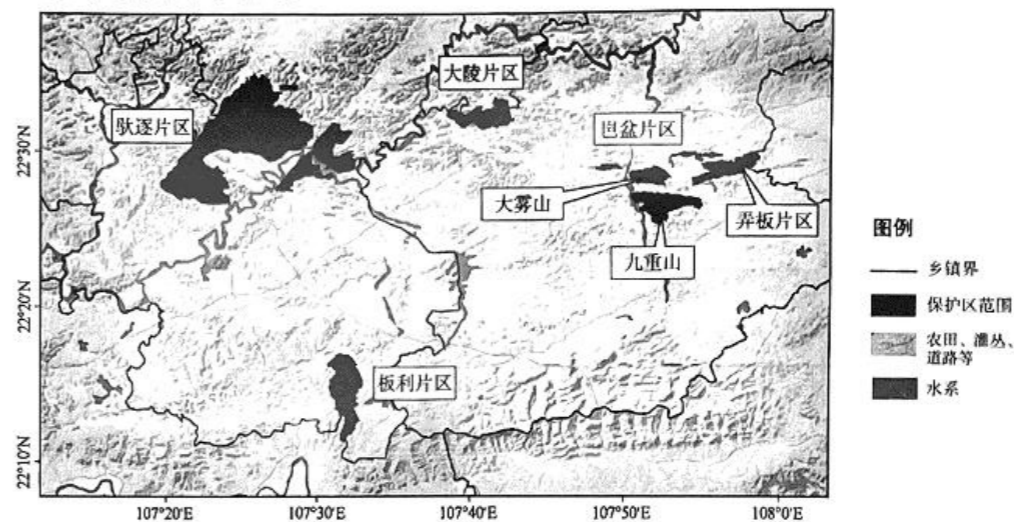 大陵片区
驮逐片区
岜盆片区
大雾山
弄板片区
九重山
板利片区
22°30′N
22°20′N
22°10′N
107°20′E
107°30′E
107°40′E
107°50′E
108°0′E
图例
乡镇界
保护区范围
农田、灌丛、
道路等
水系